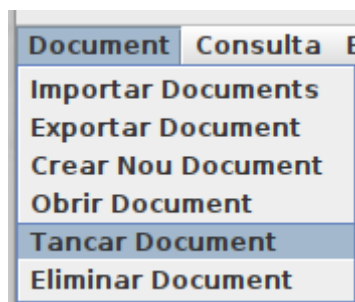 Document Consulta
Importar Documents
Exportar Document
Crear Nou Document
Obrir Document
Tancar Document
Eliminar Document